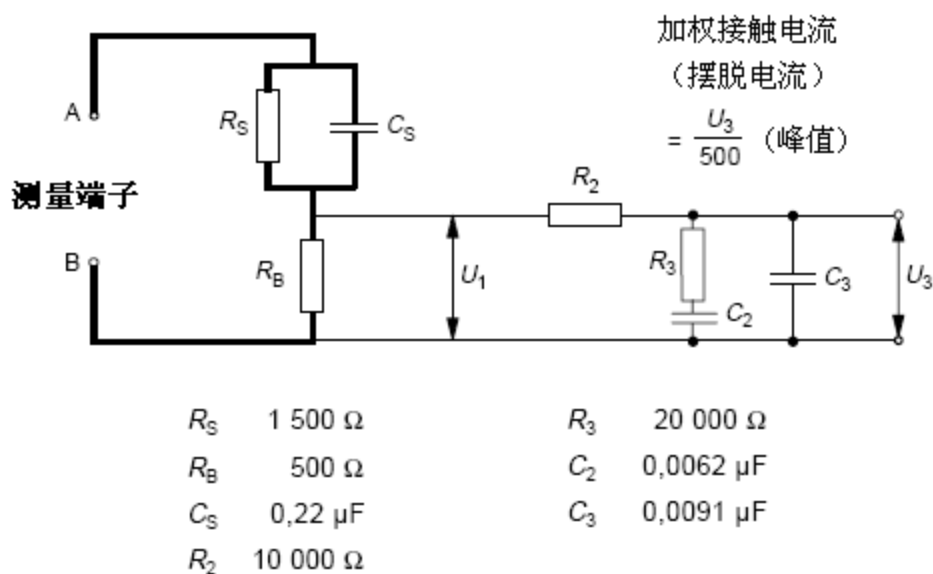 加权接触电流
（摆脱电流）
= U3/500 （峰值）
A
RS
CS
测量端子
R2
B
RB
U1
R3
C2
C3
U3
RS 1 500 Ω
RB 500 Ω
CS 0,22 μF
R2 10 000 Ω
R3 20 000 Ω
C2 0,0062 μF
C3 0,0091 μF